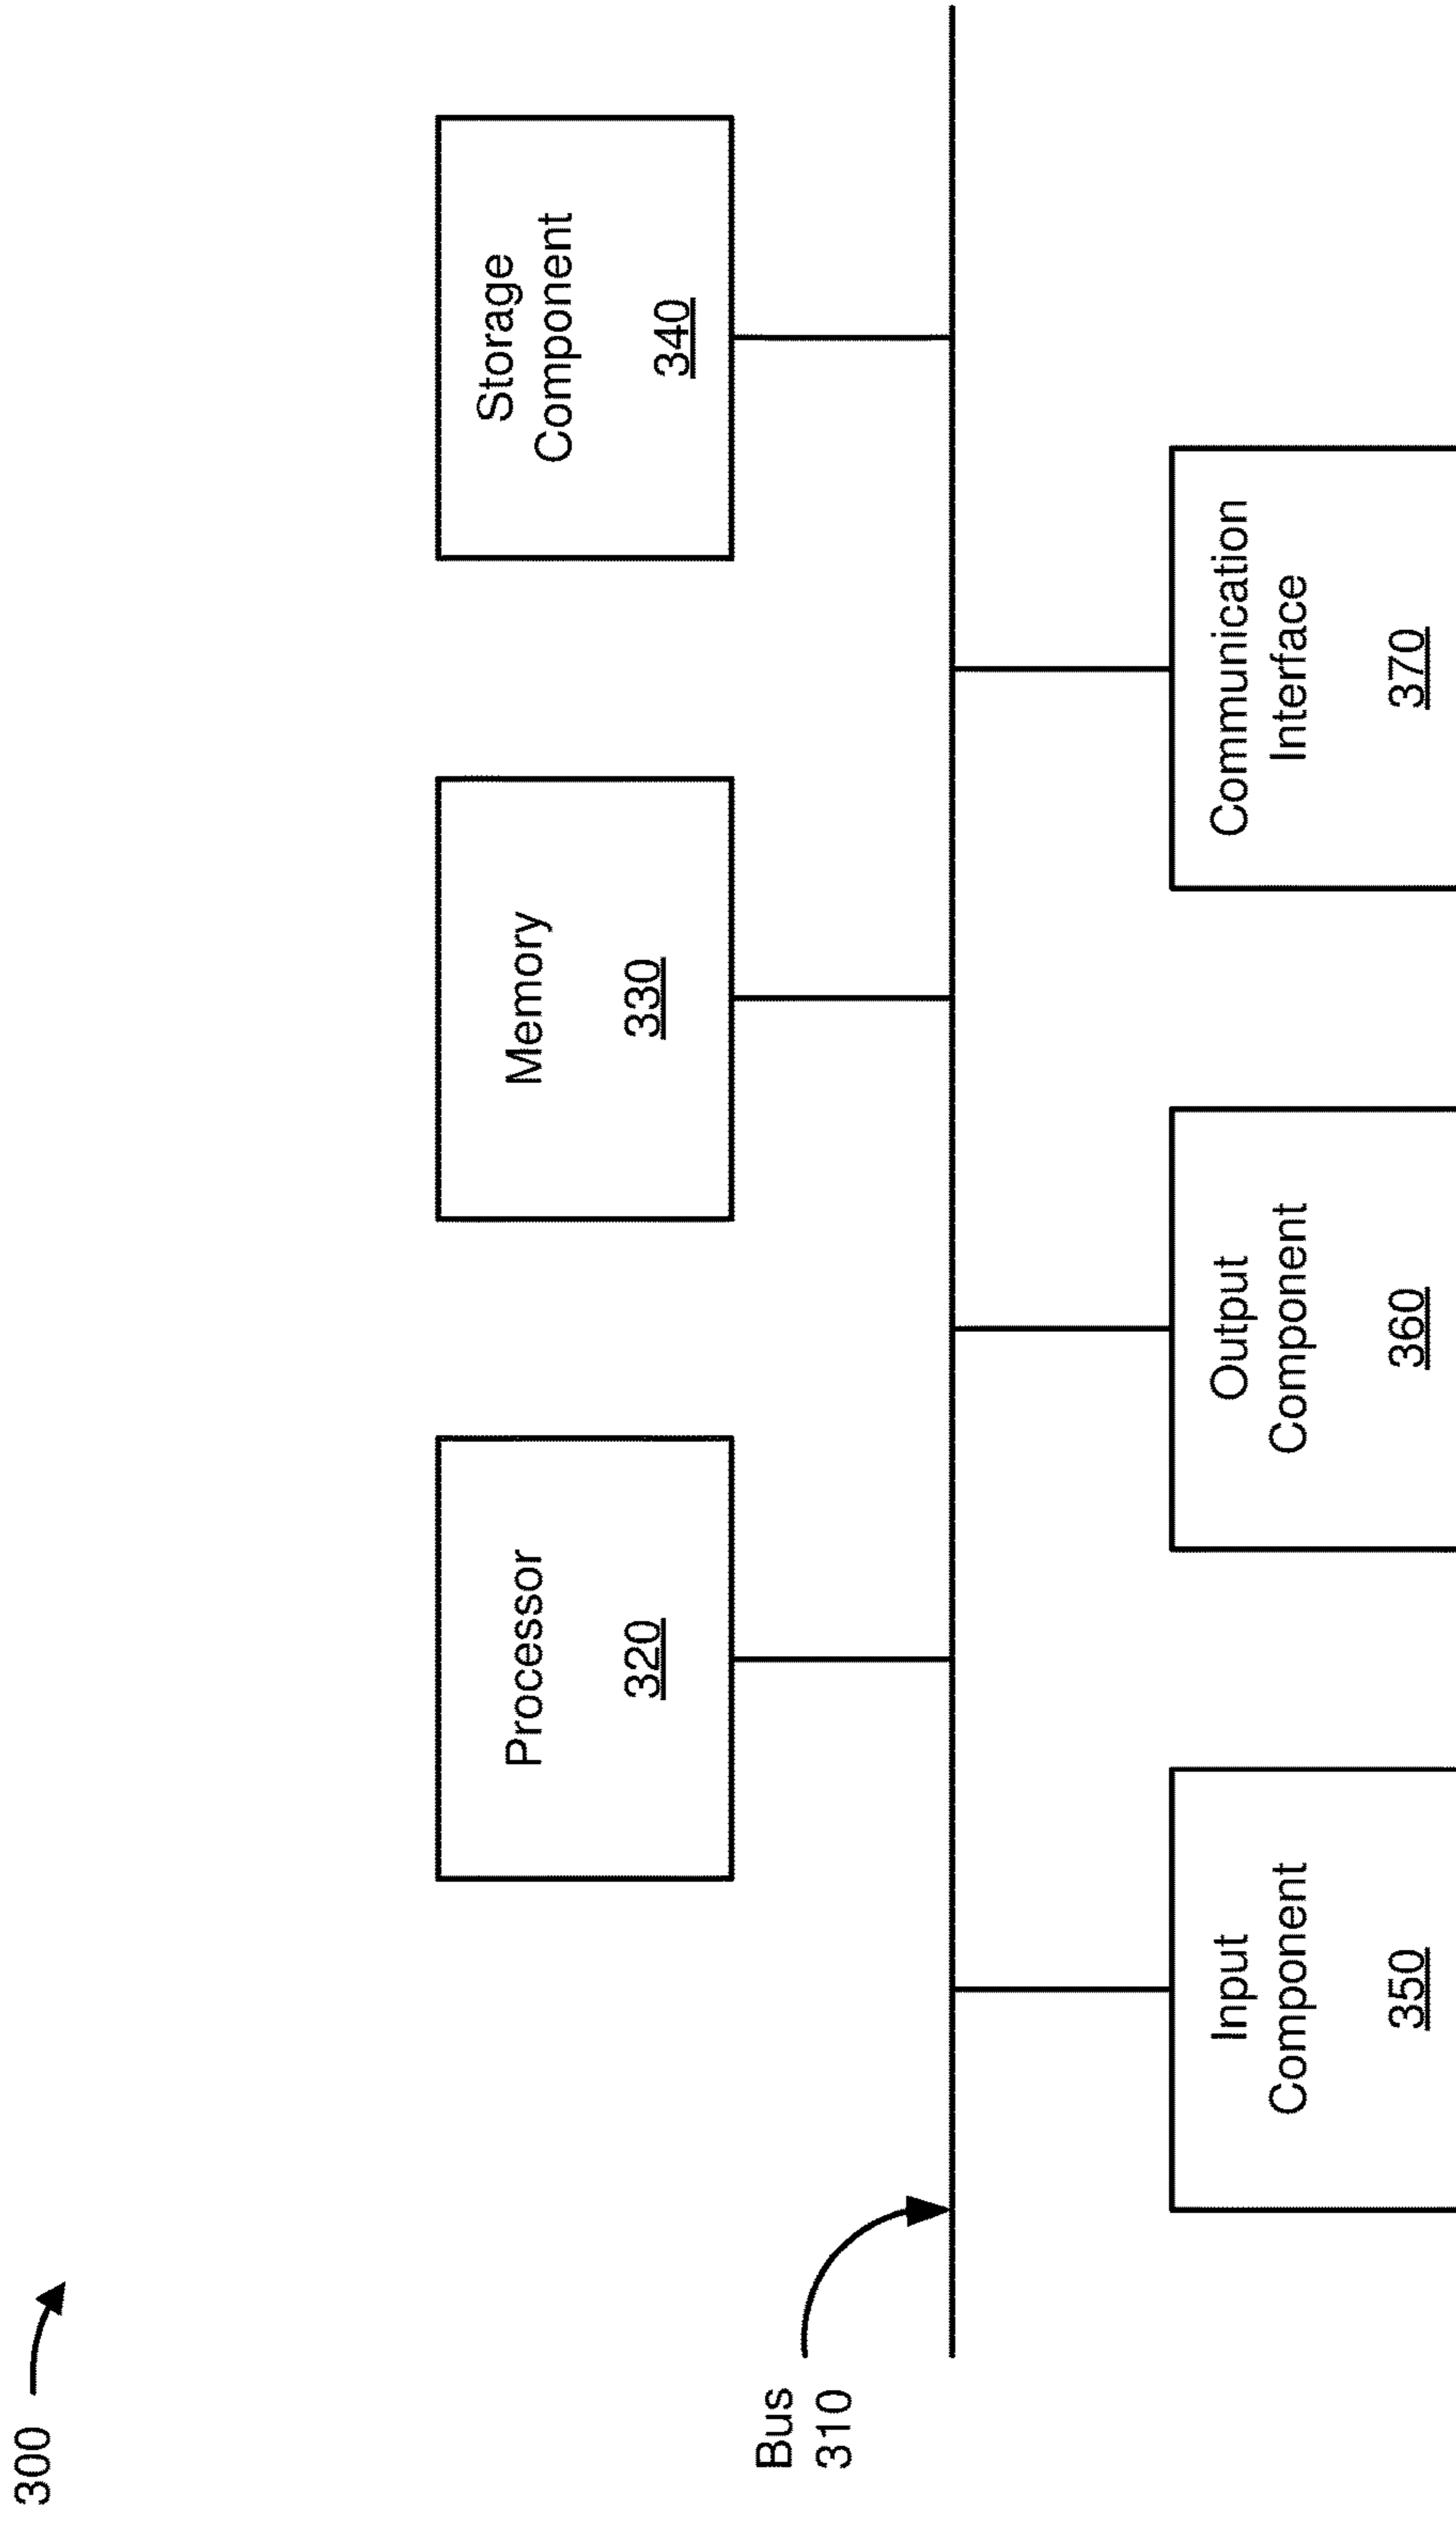 300
Processor
320
Memory
330
Storage
Component
340
Bus
310
Input
Component
350
Output
Component
360
Communication
Interface
370